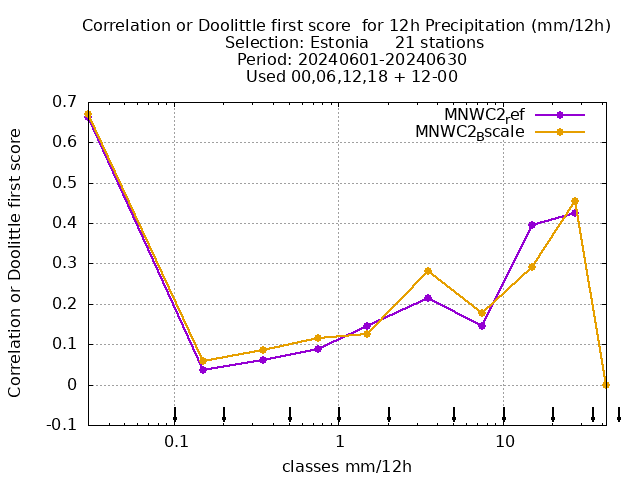 Correlation or Doolittle first score  for 12h Precipitation (mm/12h)
Selection: Estonia     21 stations
Period: 20240601-20240630
Used 00,06,12,18 + 12-00
Correlation or Doolittle first score
0.7
0.6
0.5
0.4
0.3
0.2
0.1
0
-0.1
MNWC2ref
MNWC2Bscale
0.1 1 10
classes mm/12h